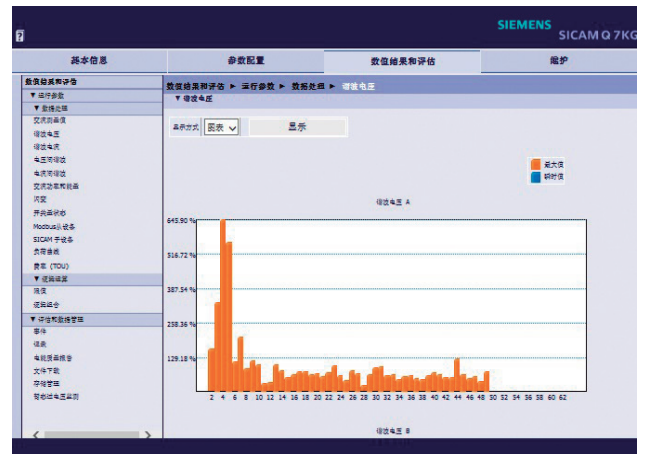 SIEMENS
SICAM Q 7KG
?
基本信息 参数配置 数值结果和评估 维护
数值结果和评估
▼ 运行参数
▼ 数据处理
交流测量值
谐波电压
谐波电流
电压间谐波
电流间谐波
交流功率和能量
闪变
开关量状态
Modbus从设备
SICAM 子设备
负荷曲线
费率 (TOU)
▼ 逻辑运算
限值
逻辑组合
▼ 评估和数据管理
事件
误差
电能质量报告
文件下载
存储管理
暂态过电压监测
数值结果和评估 ► 运行参数 ► 数据处理 ► 谐波电压
▼ 谐波电压
显示方式 图表 显示
最大值
瞬时值
谐波电压 A
645.90 %
516.72 %
387.54 %
258.36 %
129.18 %
2 4 6 8 10 12 14 16 18 20 22 24 26 28 30 32 34 36 38 40 42 44 46 48 50 52 54 56 58 60 62
谐波电压 B